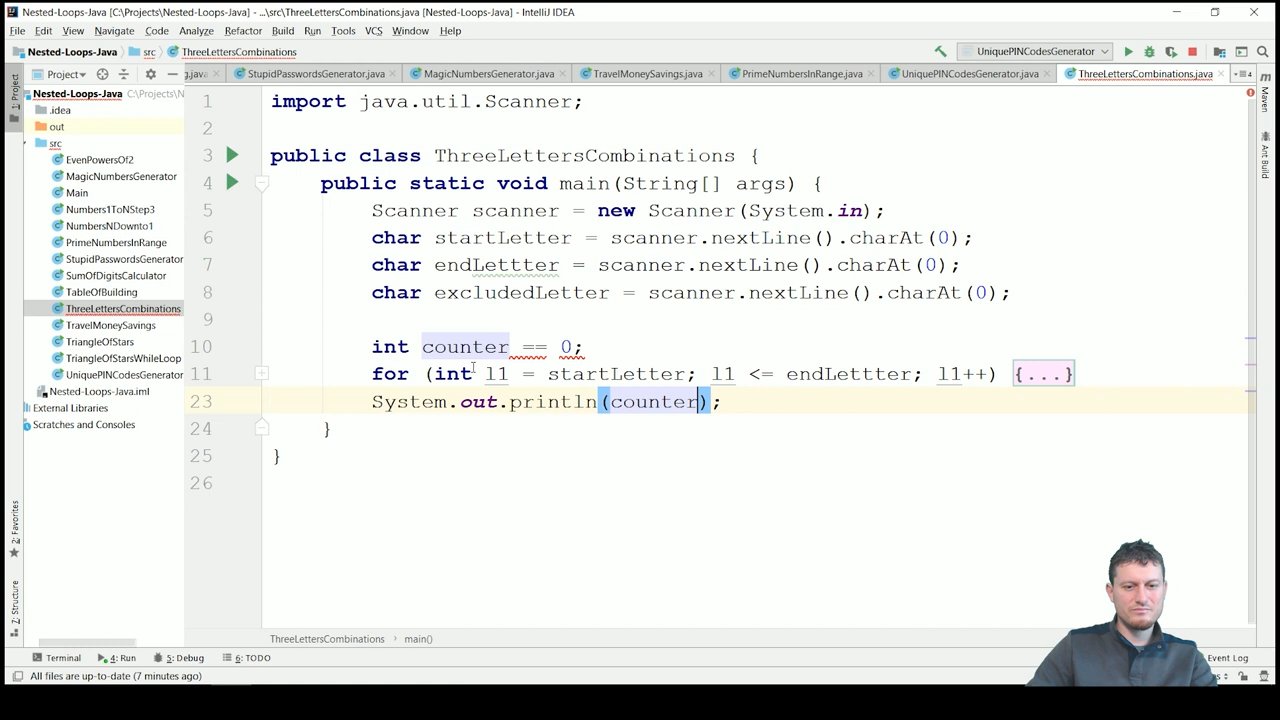 Nested-Loops-Java [C:\Projects\Nested-Loops-Java] - ...\src\ThreeLettersCombinations.java [Nested-Loops-Java] - IntelliJ IDEA
File Edit View Navigate Code Analyze Refactor Build Run Tools VCS Window Help
Nested-Loops-Java src ThreeLettersCombinations UniquePINCodesGenerator
Project g.java StupidPasswordsGenerator.java MagicNumbersGenerator.java TravelMoneySavings.java PrimeNumbersInRange.java UniquePINCodesGenerator.java ThreeLettersCombinations.java
1: Project
Maven
Ant Build
Nested-Loops-Java C:\Projects\N
.idea
out
src
EvenPowersOf2
MagicNumbersGenerator
Main
Numbers1ToNStep3
NumbersNDownto1
PrimeNumbersInRange
StupidPasswordsGenerator
SumOfDigitsCalculator
TableOfBuilding
ThreeLettersCombinations
TravelMoneySavings
TriangleOfStars
TriangleOfStarsWhileLoop
UniquePINCodesGenerator
Nested-Loops-Java.iml
External Libraries
Scratches and Consoles
2: Favorites
Z: Structure
1 import java.util.Scanner;
2
3 public class ThreeLettersCombinations {
4 public static void main(String[] args) {
5 Scanner scanner = new Scanner(System.in);
6 char startLetter = scanner.nextLine().charAt(0);
7 char endLettter = scanner.nextLine().charAt(0);
8 char excludedLetter = scanner.nextLine().charAt(0);
9
10 int counter == 0;
11 for (int l1 = startLetter; l1 <= endLettter; l1++) {...}
23 System.out.println(counter);
24 }
25 }
26
ThreeLettersCombinations main()
Terminal 4: Run 5: Debug 6: TODO Event Log
All files are up-to-date (7 minutes ago)